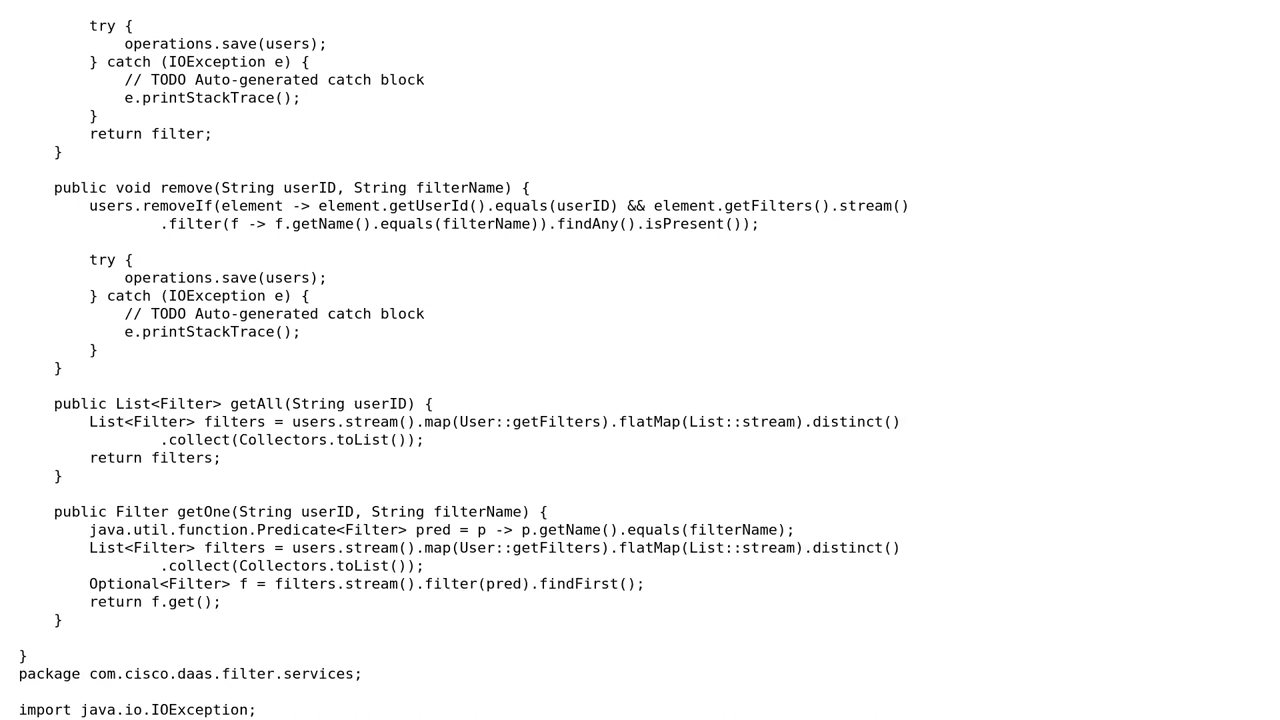 try {
            operations.save(users);
        } catch (IOException e) {
            // TODO Auto-generated catch block
            e.printStackTrace();
        }
        return filter;
    }

    public void remove(String userID, String filterName) {
        users.removeIf(element -> element.getUserId().equals(userID) && element.getFilters().stream()
                .filter(f -> f.getName().equals(filterName)).findAny().isPresent());

        try {
            operations.save(users);
        } catch (IOException e) {
            // TODO Auto-generated catch block
            e.printStackTrace();
        }
    }

    public List<Filter> getAll(String userID) {
        List<Filter> filters = users.stream().map(User::getFilters).flatMap(List::stream).distinct()
                .collect(Collectors.toList());
        return filters;
    }

    public Filter getOne(String userID, String filterName) {
        java.util.function.Predicate<Filter> pred = p -> p.getName().equals(filterName);
        List<Filter> filters = users.stream().map(User::getFilters).flatMap(List::stream).distinct()
                .collect(Collectors.toList());
        Optional<Filter> f = filters.stream().filter(pred).findFirst();
        return f.get();
    }

}
package com.cisco.daas.filter.services;

import java.io.IOException;